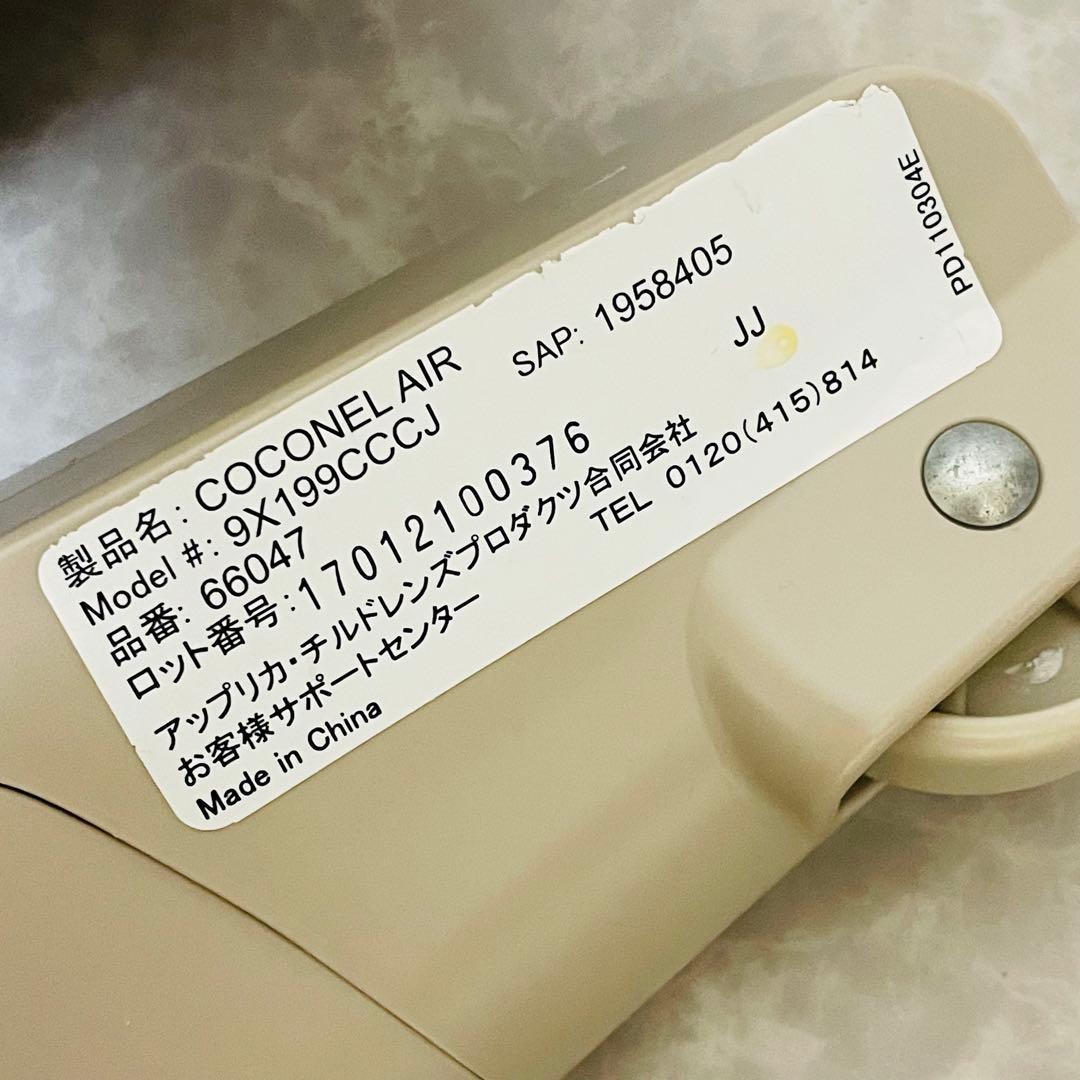 製品名: COCONEL AIR
Model #: 9X199CCCJ SAP: 1958405
品番: 66047
ロット番号:1701210​0376 JJ
アップリカ・チルドレンズプロダクツ合同会社
お客様サポートセンター TEL 0120(415)814
Made in China
PD110304E